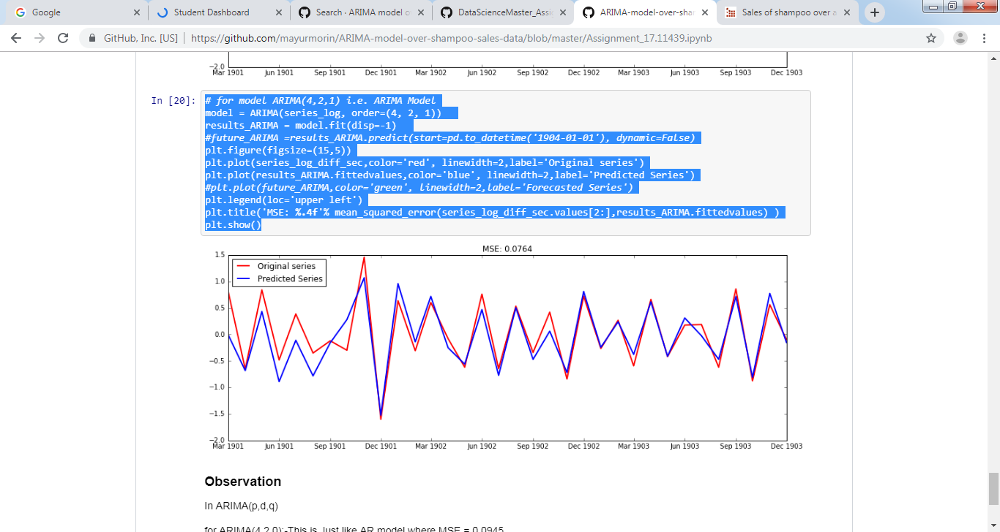 Google
Student Dashboard
Search · ARIMA model o
DataScienceMaster_Assi
ARIMA-model-over-sha
Sales of shampoo over a
GitHub, Inc. [US] | https://github.com/mayurmorin/ARIMA-model-over-shampoo-sales-data/blob/master/Assignment_17.11439.ipynb
−2.0
Mar 1901 Jun 1901 Sep 1901 Dec 1901 Mar 1902 Jun 1902 Sep 1902 Dec 1902 Mar 1903 Jun 1903 Sep 1903 Dec 1903
In [20]:
# for model ARIMA(4,2,1) i.e. ARIMA Model
model = ARIMA(series_log, order=(4, 2, 1))
results_ARIMA = model.fit(disp=-1)
#future_ARIMA =results_ARIMA.predict(start=pd.to_datetime('1904-01-01'), dynamic=False)
plt.figure(figsize=(15,5))
plt.plot(series_log_diff_sec,color='red', linewidth=2,label='Original series')
plt.plot(results_ARIMA.fittedvalues,color='blue', linewidth=2,label='Predicted Series')
#plt.plot(future_ARIMA,color='green', linewidth=2,label='Forecasted Series')
plt.legend(loc='upper left')
plt.title('MSE: %.4f'% mean_squared_error(series_log_diff_sec.values[2:],results_ARIMA.fittedvalues) )
plt.show()
MSE: 0.0764
Original series
Predicted Series
1.5
1.0
0.5
0.0
−0.5
−1.0
−1.5
−2.0
Mar 1901 Jun 1901 Sep 1901 Dec 1901 Mar 1902 Jun 1902 Sep 1902 Dec 1902 Mar 1903 Jun 1903 Sep 1903 Dec 1903
Observation
In ARIMA(p,d,q)
for ARIMA(4,2,0):-This is Just like AR model where MSE = 0.0945